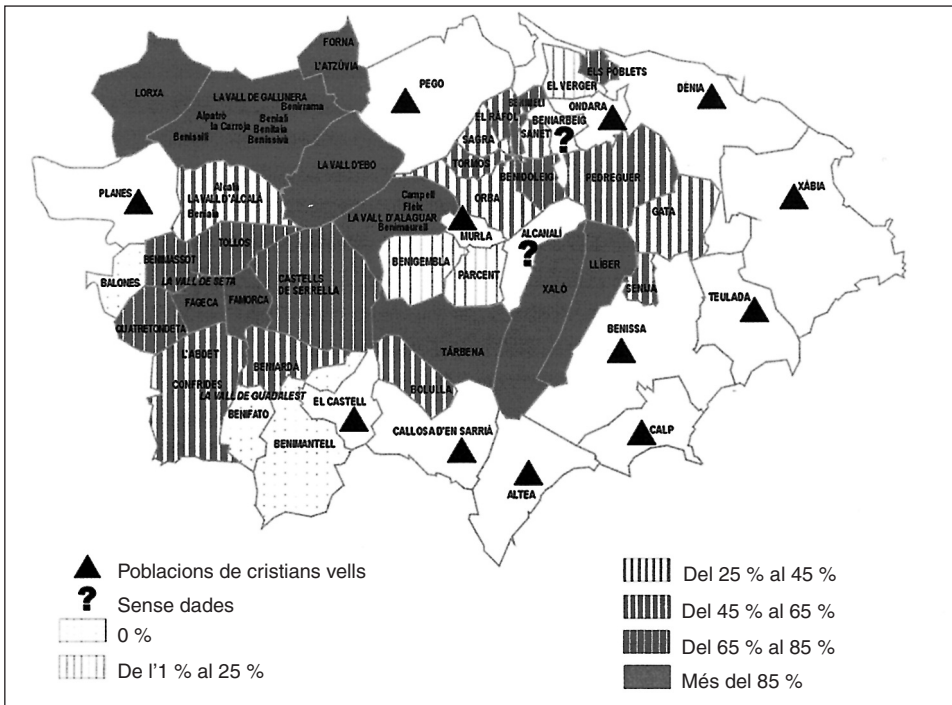 FORNA
L'ATZÚVIA
LORXA
LA VALL DE GALLINERA
Benirrama
Alpatró
Beniali
la Carroja
Benitaia
Benissili
Benissivà
PEGO
ELS POBLETS
EL VERGER
DÉNIA
BENIMELI
ONDARA
EL RÀFOL
BENIARBEIG
SANET
SAGRA
LA VALL D'EBO
TORMOS
BENIDOLEIG
PEDREGUER
PLANES
Alcalà
LA VALL D'ALCALÀ
Beniaia
Campell
Fleix
LA VALL D'ALAGUAR
Benimaurell
ORBA
XÀBIA
GATA
MURLA
ALCANALÍ
TOLLOS
BENIMASSOT
LA VALL DE SETA
BALONES
CASTELLS
DE SERRELLA
BENIGEMBLA
PARCENT
LLÍBER
XALÓ
SENIJA
FAGECA
FAMORCA
TEULADA
QUATRETONDETA
BENISSA
L'ABDET
BENIARDÀ
TÀRBENA
CONFRIDES
BOLULLA
LA VALL DE GUADALEST
EL CASTELL
BENIFATO
CALLOSA D'EN SARRIÀ
CALP
BENIMANTELL
ALTEA
Poblacions de cristians vells
? Sense dades
0 %
De l'1 % al 25 %
Del 25 % al 45 %
Del 45 % al 65 %
Del 65 % al 85 %
Més del 85 %